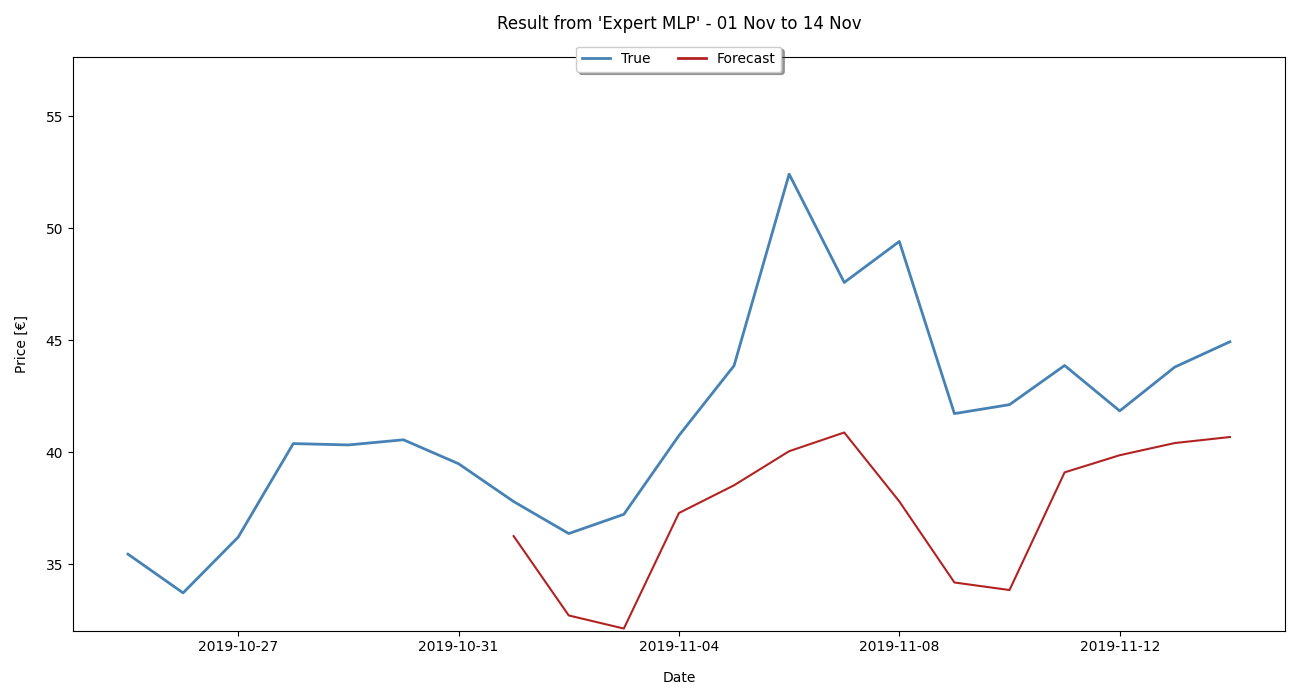 Result from 'Expert MLP' - 01 Nov to 14 Nov
True Forecast
55
50
45
40
35
Price [€]
2019-10-27 2019-10-31 2019-11-04 2019-11-08 2019-11-12
Date